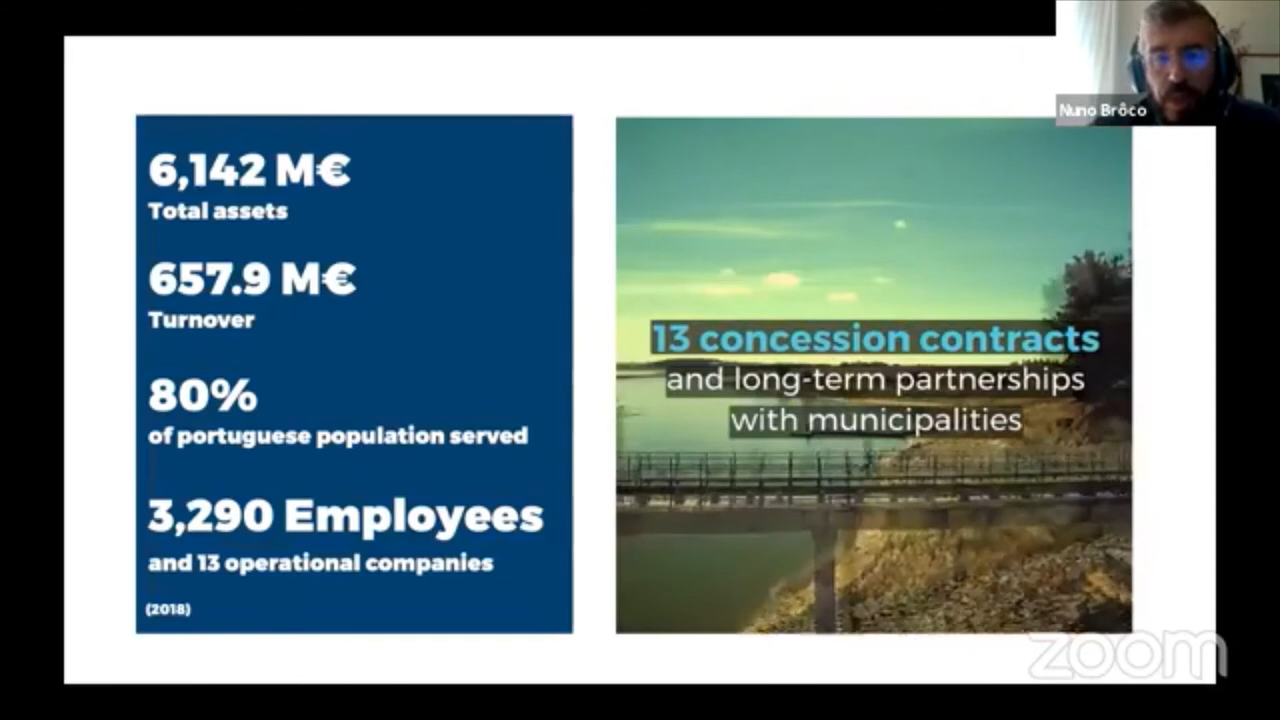 Nuno Brôco
6,142 M€
Total assets
657.9 M€
Turnover
80%
of portuguese population served
3,290 Employees
and 13 operational companies
(2018)
13 concession contracts
and long-term partnerships
with municipalities
zoom